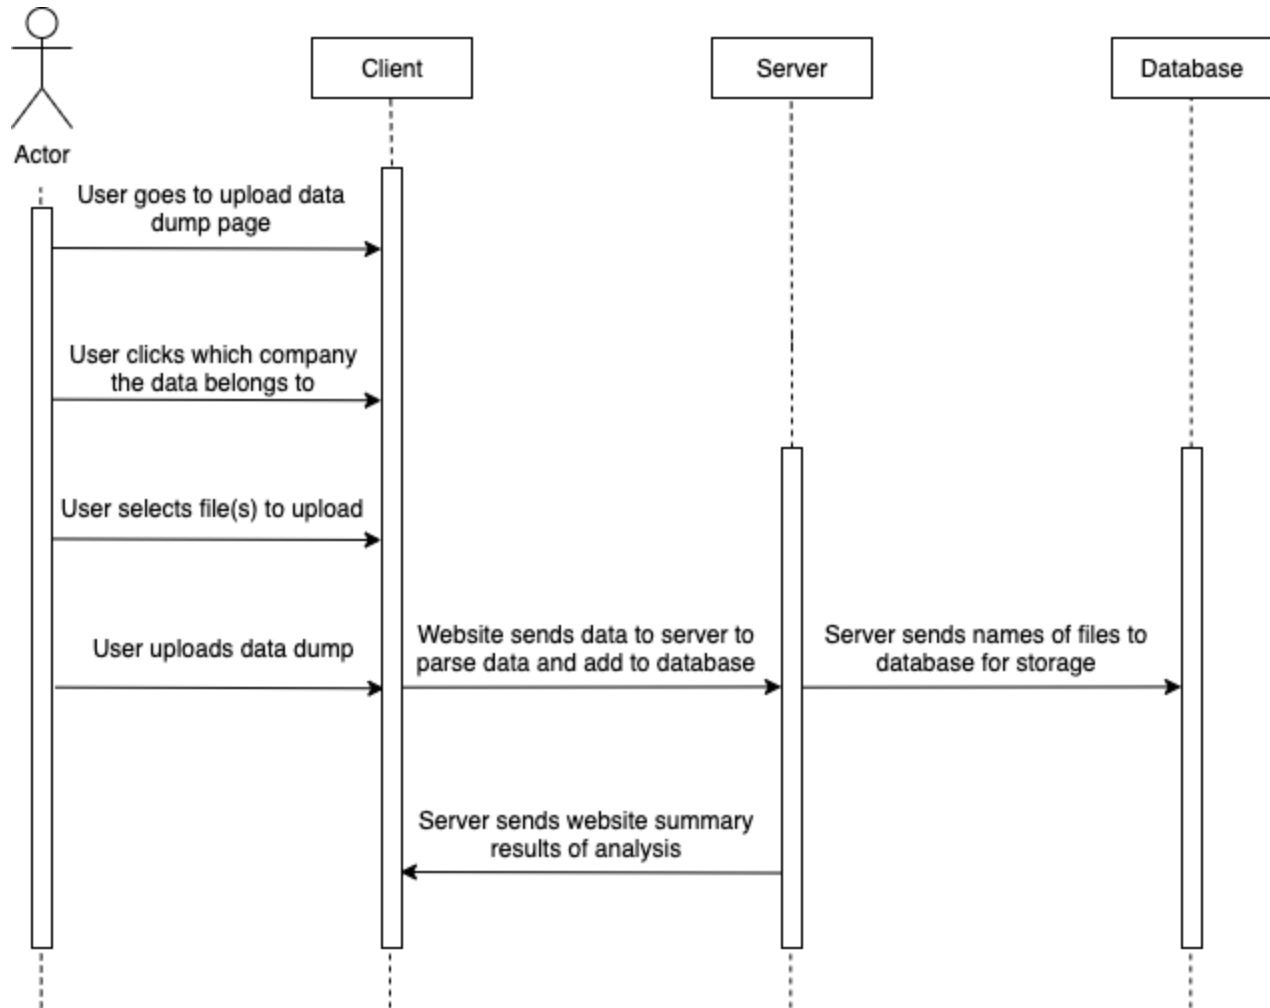 Client
Server
Database
Actor
User goes to upload data
dump page
User clicks which company
the data belongs to
User selects file(s) to upload
User uploads data dump
Website sends data to server to
parse data and add to database
Server sends names of files to
database for storage
Server sends website summary
results of analysis